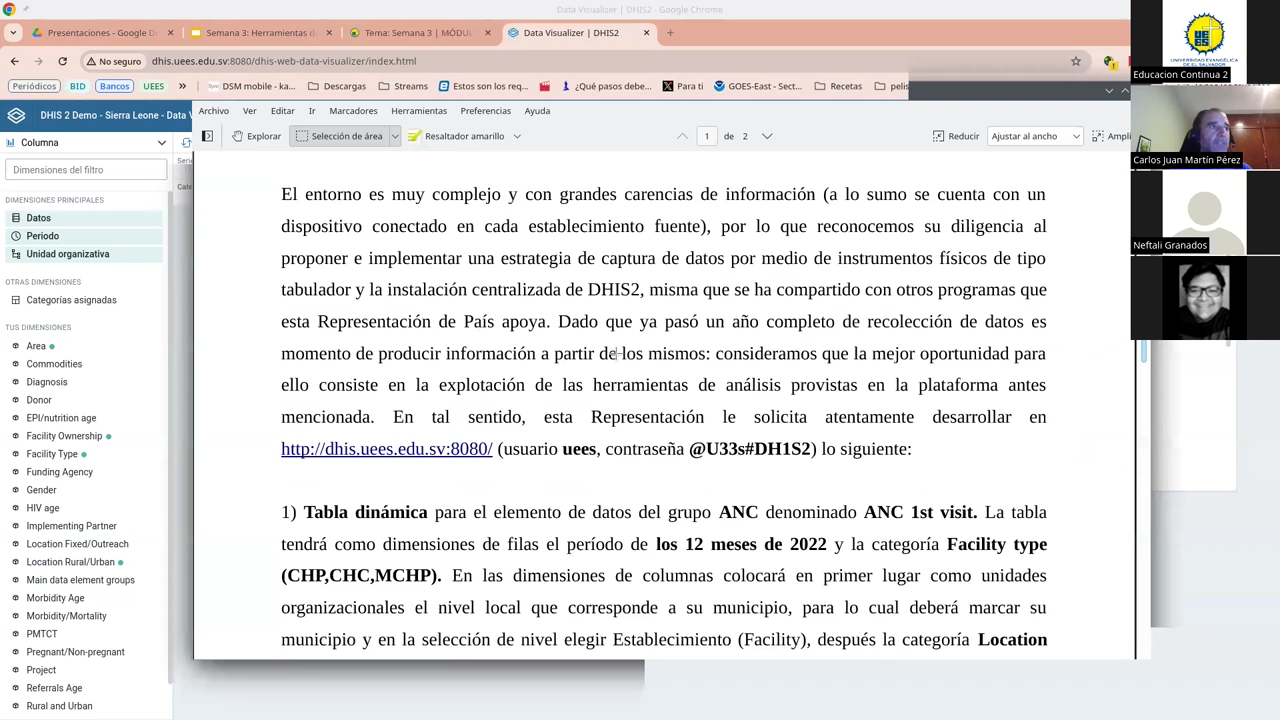 Data Visualizer | DHIS2 - Google Chrome
Presentaciones - Google D
Semana 3: Herramientas d
Tema: Semana 3 | MÓDUL
Data Visualizer | DHIS2
No seguro
dhis.uees.edu.sv:8080/dhis-web-data-visualizer/index.html
Periódicos
BID
Bancos
UEES
DSM mobile - ka...
Descargas
Streams
Estos son los req...
¿Qué pasos debe...
Para ti
GOES-East - Sect...
Recetas
pelis
DHIS 2 Demo - Sierra Leone - Dat
Archivo Ver Editar Ir Marcadores Herramientas Preferencias Ayuda
Columna
Explorar
Selección de área
Resaltador amarillo
1 de 2
Reducir
Ajustar al ancho
Ampli
Serie
Cate
Dimensiones del filtro
DIMENSIONES PRINCIPALES
Datos
Periodo
Unidad organizativa
OTRAS DIMENSIONES
Categorías asignadas
TUS DIMENSIONES
Area
Commodities
Diagnosis
Donor
EPI/nutrition age
Facility Ownership
Facility Type
Funding Agency
Gender
HIV age
Implementing Partner
Location Fixed/Outreach
Location Rural/Urban
Main data element groups
Morbidity Age
Morbidity/Mortality
PMTCT
Pregnant/Non-pregnant
Project
Referrals Age
Rural and Urban
El entorno es muy complejo y con grandes carencias de información (a lo sumo se cuenta con un
dispositivo conectado en cada establecimiento fuente), por lo que reconocemos su diligencia al
proponer e implementar una estrategia de captura de datos por medio de instrumentos físicos de tipo
tabulador y la instalación centralizada de DHIS2, misma que se ha compartido con otros programas que
esta Representación de País apoya. Dado que ya pasó un año completo de recolección de datos es
momento de producir información a partir de los mismos: consideramos que la mejor oportunidad para
ello consiste en la explotación de las herramientas de análisis provistas en la plataforma antes
mencionada. En tal sentido, esta Representación le solicita atentamente desarrollar en
http://dhis.uees.edu.sv:8080/ (usuario uees, contraseña @U33s#DH1S2) lo siguiente:
1) Tabla dinámica para el elemento de datos del grupo ANC denominado ANC 1st visit. La tabla
tendrá como dimensiones de filas el período de los 12 meses de 2022 y la categoría Facility type
(CHP,CHC,MCHP). En las dimensiones de columnas colocará en primer lugar como unidades
organizacionales el nivel local que corresponde a su municipio, para lo cual deberá marcar su
municipio y en la selección de nivel elegir Establecimiento (Facility), después la categoría Location
UEES
UNIVERSIDAD EVANGÉLICA
DE EL SALVADOR
Educacion Continua 2
Carlos Juan Martín Pérez
Neftali Granados